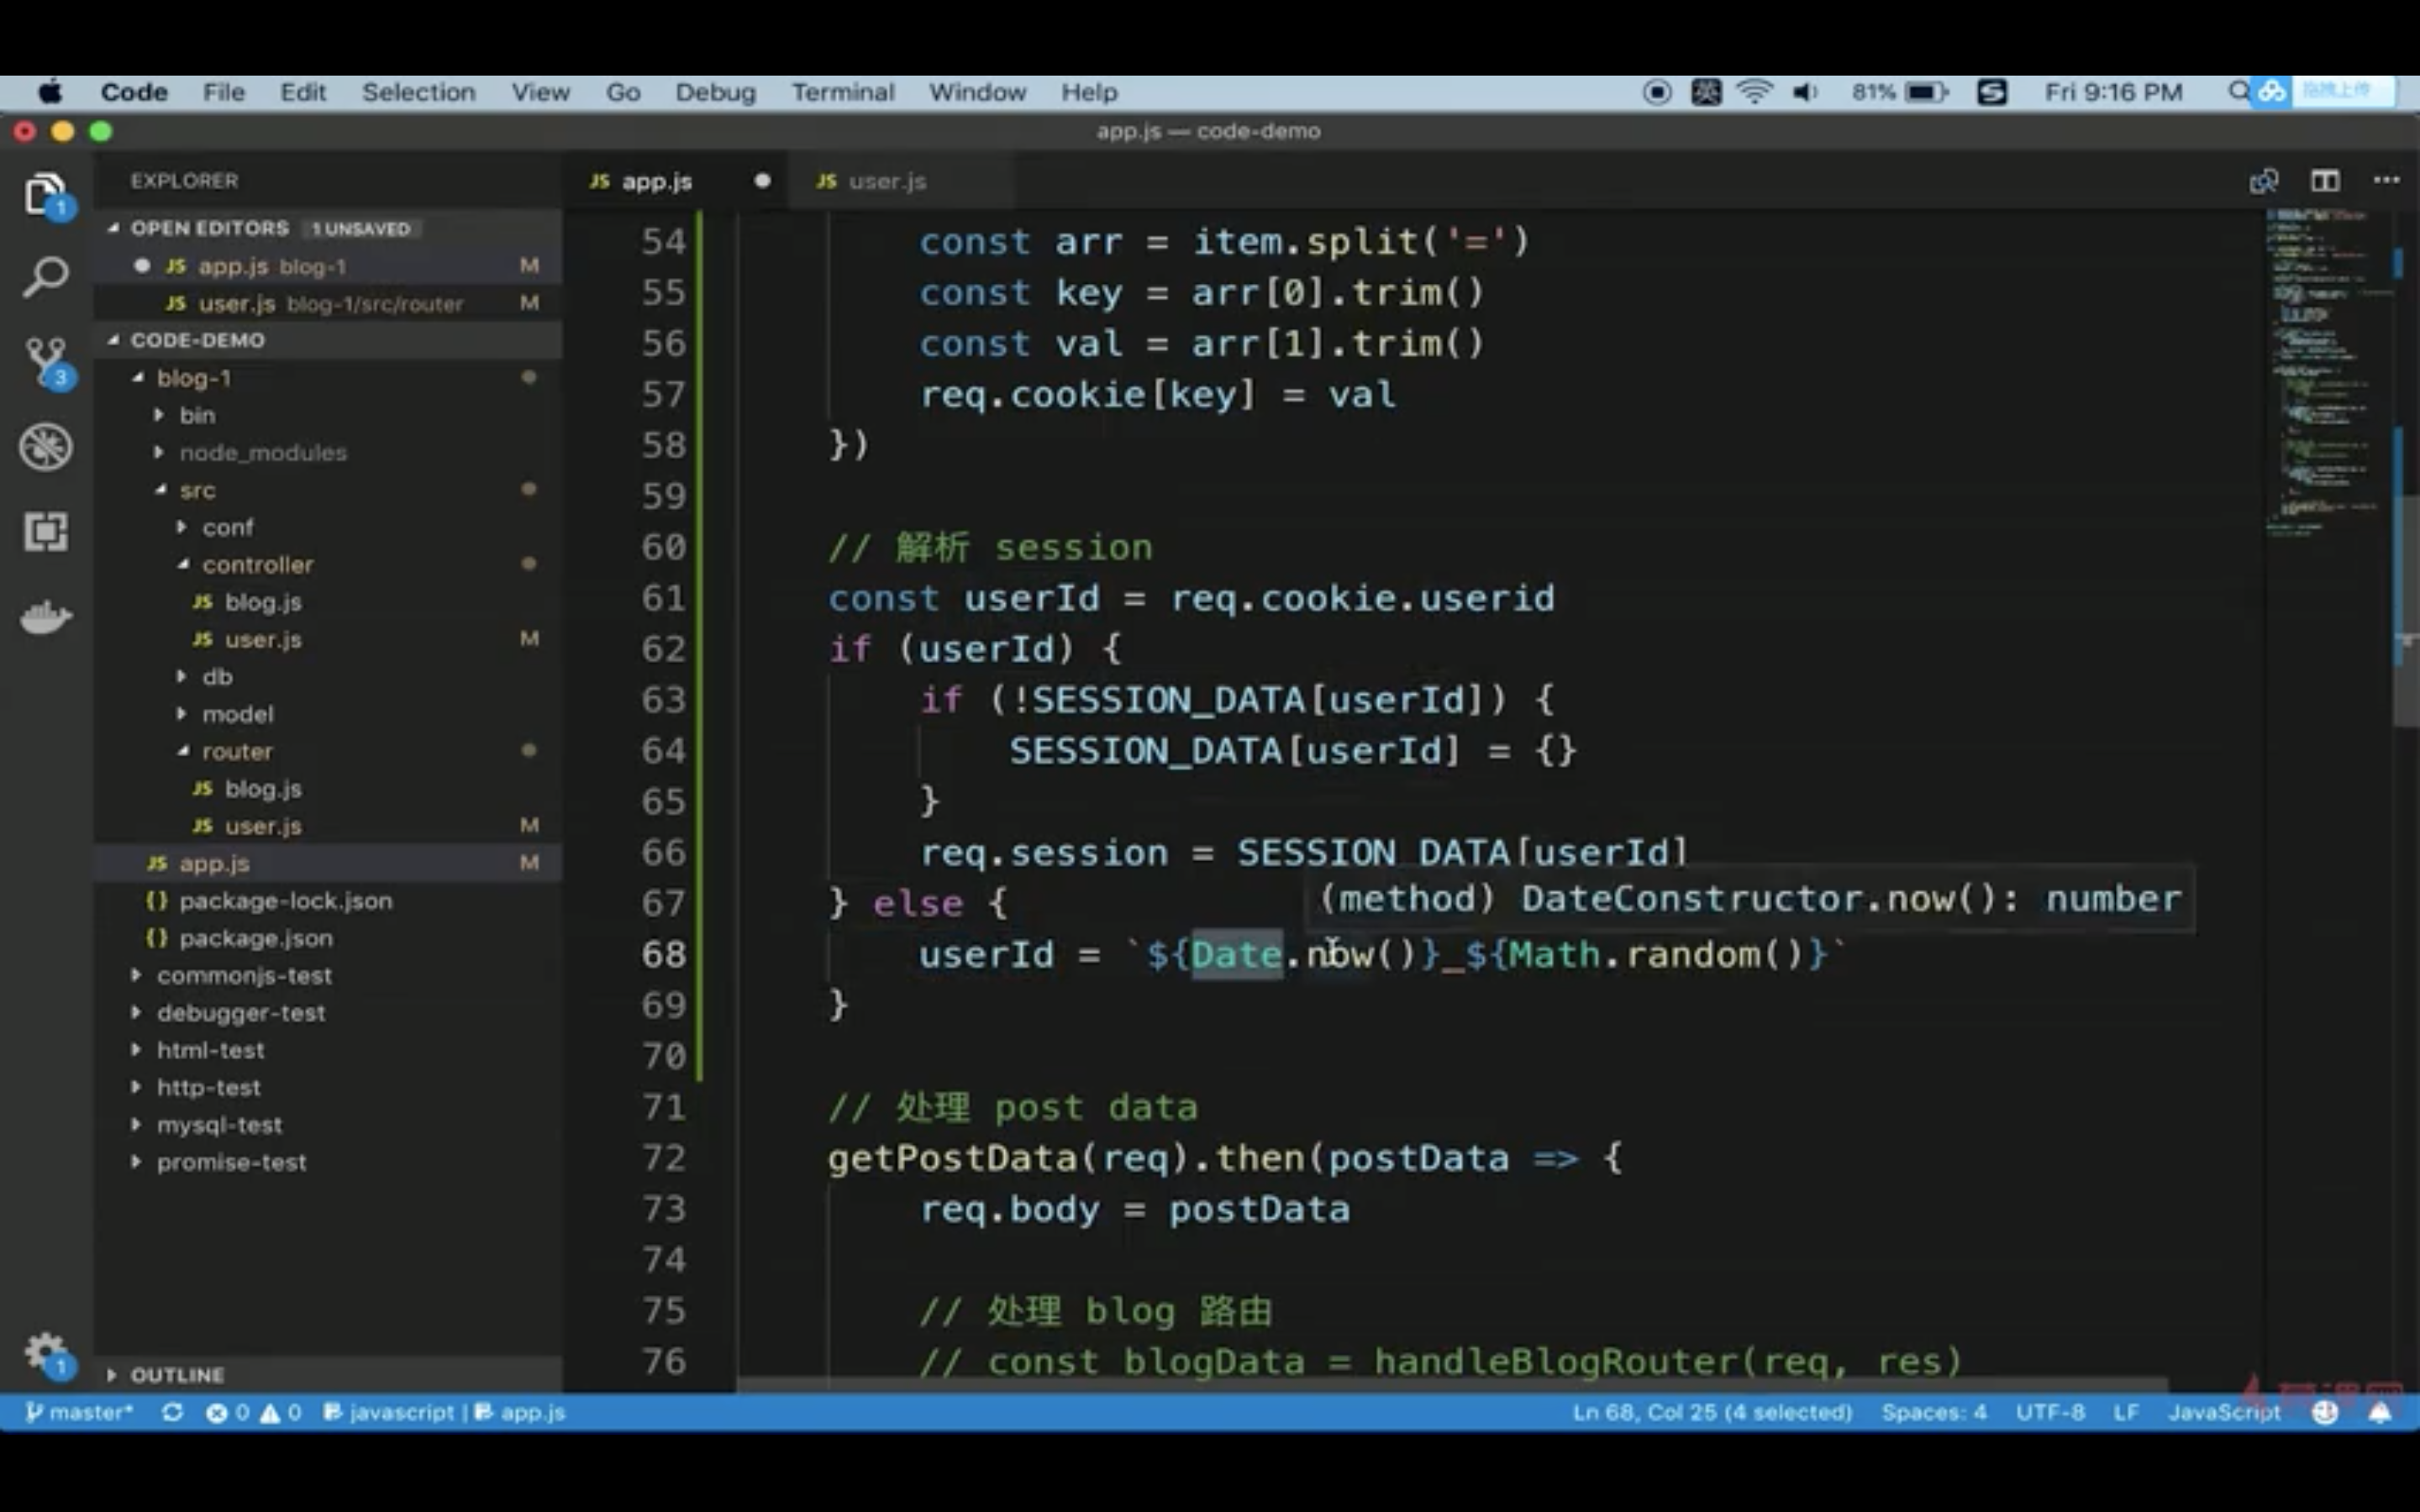 Code File Edit Selection View Go Debug Terminal Window Help 英 81% Fri 9:16 PM 拖拽上传
app.js — code-demo
EXPLORER
OPEN EDITORS 1 UNSAVED
JS app.js blog-1 M
JS user.js blog-1/src/router M
CODE-DEMO
blog-1
bin
node_modules
src
conf
controller
JS blog.js
JS user.js M
db
model
router
JS blog.js
JS user.js M
JS app.js M
{} package-lock.json
{} package.json
commonjs-test
debugger-test
html-test
http-test
mysql-test
promise-test
OUTLINE
1
3
1
JS app.js JS user.js
54 const arr = item.split('=')
55 const key = arr[0].trim()
56 const val = arr[1].trim()
57 req.cookie[key] = val
58 })
59
60 // 解析 session
61 const userId = req.cookie.userid
62 if (userId) {
63 if (!SESSION_DATA[userId]) {
64 SESSION_DATA[userId] = {}
65 }
66 req.session = SESSION_DATA[userId]
67 } else {
(method) DateConstructor.now(): number
68 userId = `${Date.now()}_${Math.random()}`
69 }
70
71 // 处理 post data
72 getPostData(req).then(postData => {
73 req.body = postData
74
75 // 处理 blog 路由
76 // const blogData = handleBlogRouter(req, res)
master* 0 0 javascript | app.js Ln 68, Col 25 (4 selected) Spaces: 4 UTF-8 LF JavaScript